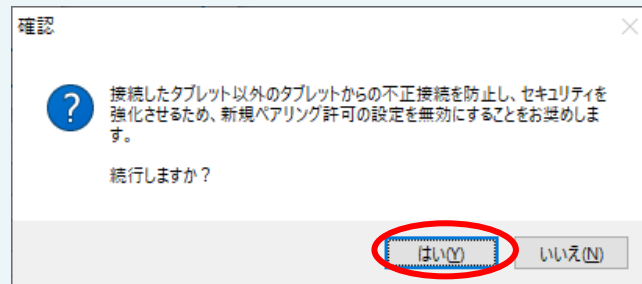 確認
接続したタブレット以外のタブレットからの不正接続を防止し、セキュリティを
強化させるため、新規ペアリング許可の設定を無効にすることをお奨めしま
す。
続行しますか？
はい(Y)
いいえ(N)